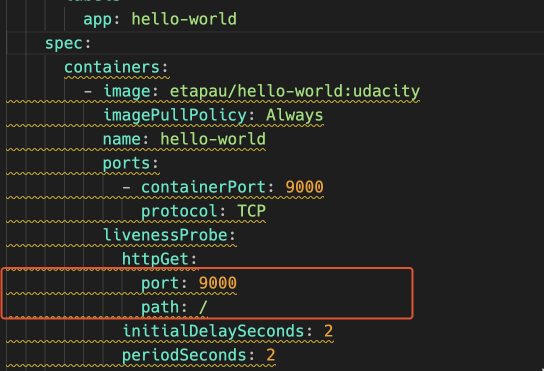 app: hello-world
spec:
containers:
- image: etapau/hello-world:udacity
imagePullPolicy: Always
name: hello-world
ports:
- containerPort: 9000
protocol: TCP
livenessProbe:
httpGet:
port: 9000
path: /
initialDelaySeconds: 2
periodSeconds: 2